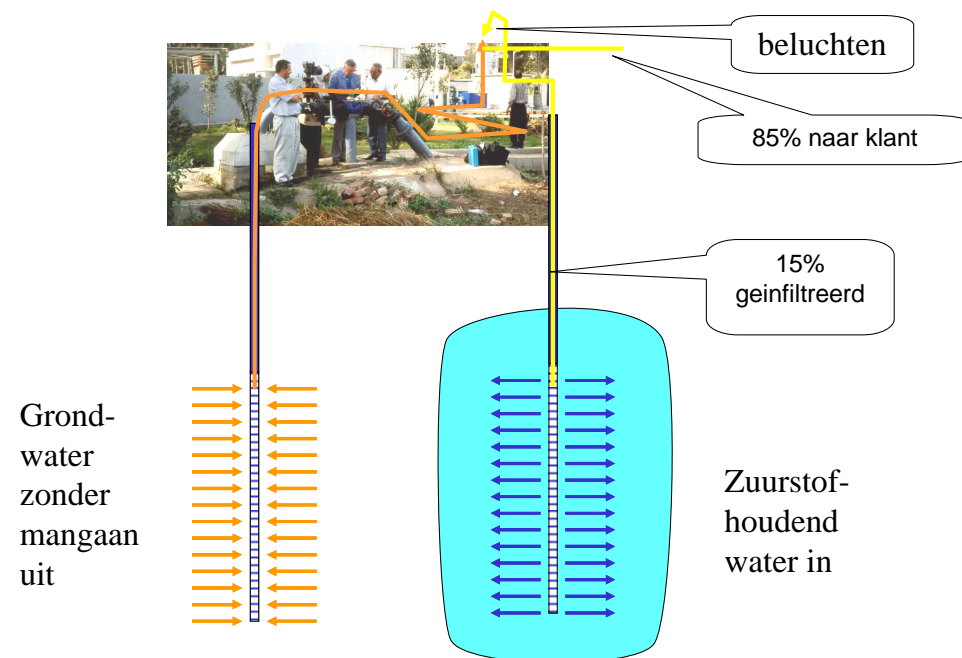 beluchten
85% naar klant
15%
geinfiltreerd
Grond-
water
zonder
mangaan
uit
Zuurstof-
houdend
water in